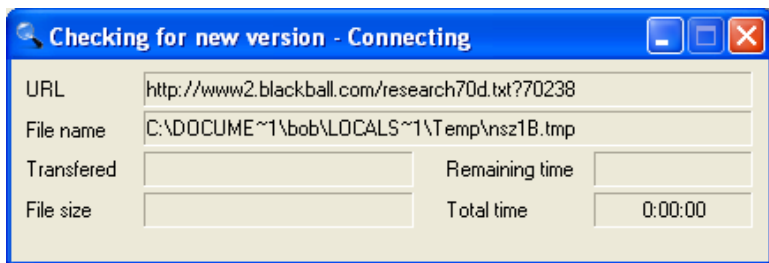 Checking for new version - Connecting
URL http://www2.blackball.com/research70d.txt?70238
File name C:\DOCUME~1\bob\LOCALS~1\Temp\nsz1B.tmp
Transfered Remaining time
File size Total time 0:00:00